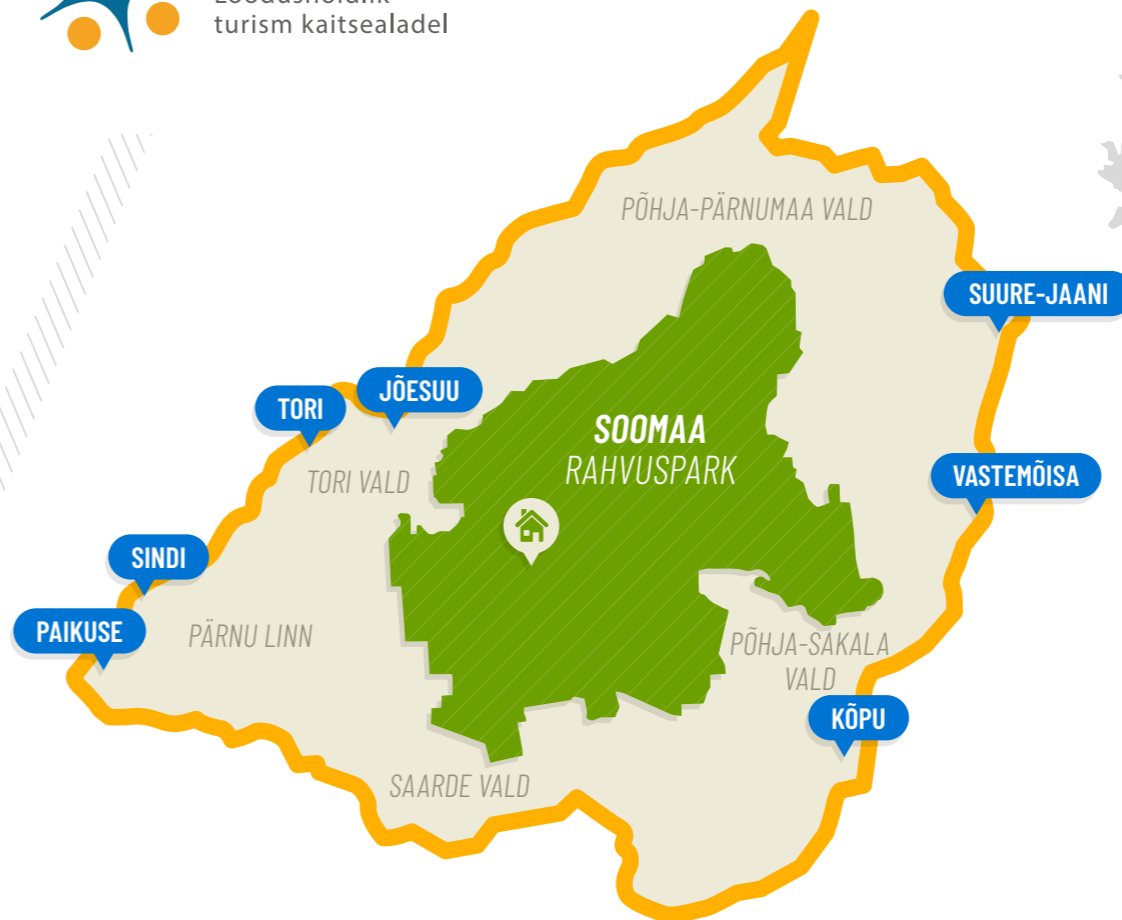 turism kaitsealadel
PÕHJA-PÄRNUMAA VALD
SUURE-JAANI
JÕESUU
TORI
SOOMAA
RAHVUSPARK
TORI VALD
VASTEMÕISA
SINDI
PAIKUSE
PÄRNU LINN
PÕHJA-SAKALA
VALD
KÕPU
SAARDE VALD